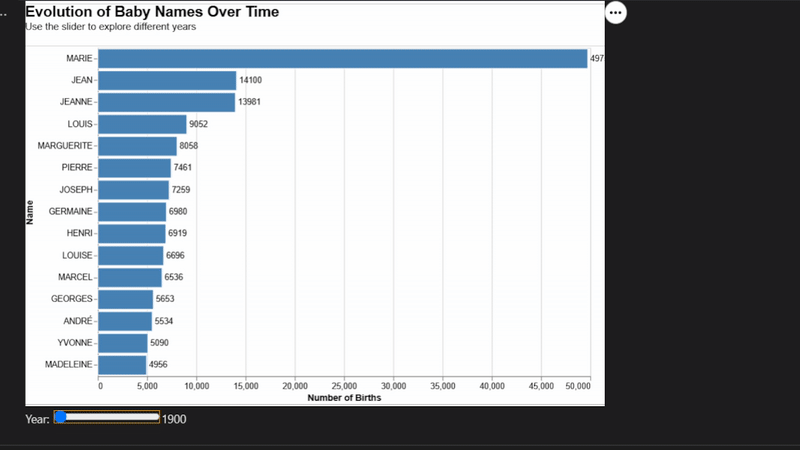 Evolution of Baby Names Over Time
Use the slider to explore different years
MARIE 497
JEAN 14100
JEANNE 13981
LOUIS 9052
MARGUERITE 8058
PIERRE 7461
JOSEPH 7259
GERMAINE 6980
HENRI 6919
LOUISE 6696
MARCEL 6536
GEORGES 5653
ANDRÉ 5534
YVONNE 5090
MADELEINE 4956
Name
0 5,000 10,000 15,000 20,000 25,000 30,000 35,000 40,000 45,000 50,000
Number of Births
Year: 1900